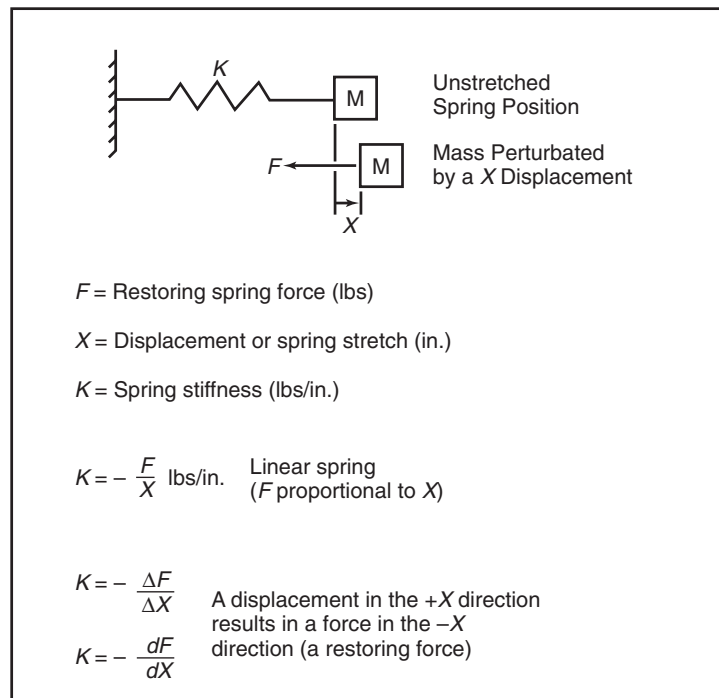 K
M
Unstretched
Spring Position
F
M
Mass Perturbated
by a X Displacement
X
F = Restoring spring force (lbs)
X = Displacement or spring stretch (in.)
K = Spring stiffness (lbs/in.)
K = – F/X lbs/in. Linear spring
(F proportional to X)
K = – ΔF/ΔX
A displacement in the +X direction
results in a force in the –X
direction (a restoring force)
K = – dF/dX